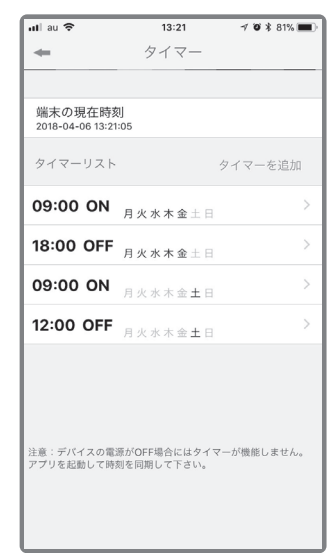 au 13:21 81%
タイマー
端末の現在時刻
2018-04-06 13:21:05
タイマーリスト タイマーを追加
09:00 ON 月火水木金土日
18:00 OFF 月火水木金土日
09:00 ON 月火水木金土日
12:00 OFF 月火水木金土日
注意：デバイスの電源がOFF場合にはタイマーが機能しません。
アプリを起動して時刻を同期して下さい。